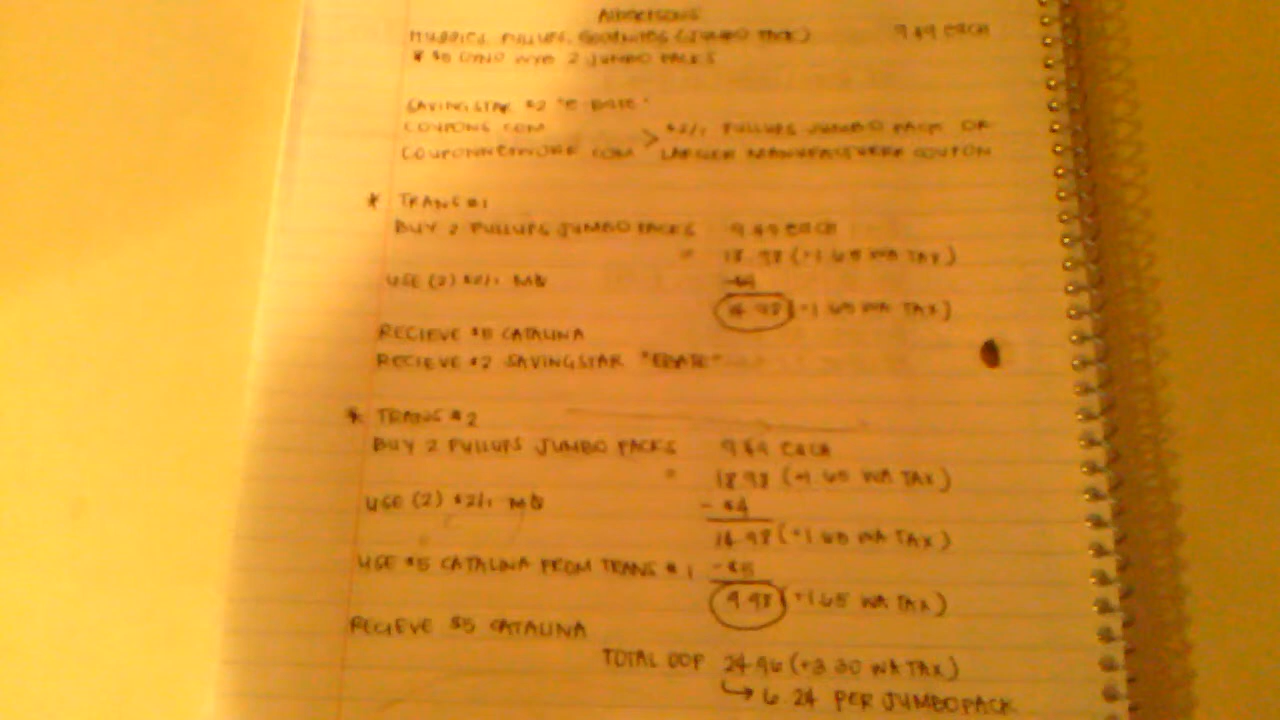 Albertsons
HUGGIES, PULLUPS, GOODNITES (JUMBO PACK) 9.49 EACH
* $5 OYNO WYB 2 JUMBO PACKS
SAVINGSTAR $2 "E-BATE"
COUPONS.COM > $2/1 PULLUPS JUMBO PACK OR
COUPONNETWORK.COM LARGER MANUFACTURERS COUPON
* TRANS #1
BUY 2 PULLUPS JUMBO PACKS 9.49 EACH
= 18.98 (+1.65 WA TAX)
USE (2) $2/1 MQ -$4
14.98 (+1.65 WA TAX)
RECIEVE $5 CATALINA
RECIEVE $2 SAVINGSTAR "EBATE"
* TRANS #2
BUY 2 PULLUPS JUMBO PACKS 9.49 EACH
= 18.98 (+1.65 WA TAX)
USE (2) $2/1 MQ - $4
14.98 (+1.65 WA TAX)
USE $5 CATALINA FROM TRANS #1 - $5
9.98 (+1.65 WA TAX)
RECIEVE $5 CATALINA
TOTAL OOP 24.96 (+3.30 WA TAX)
↳ 6.24 PER JUMBO PACK